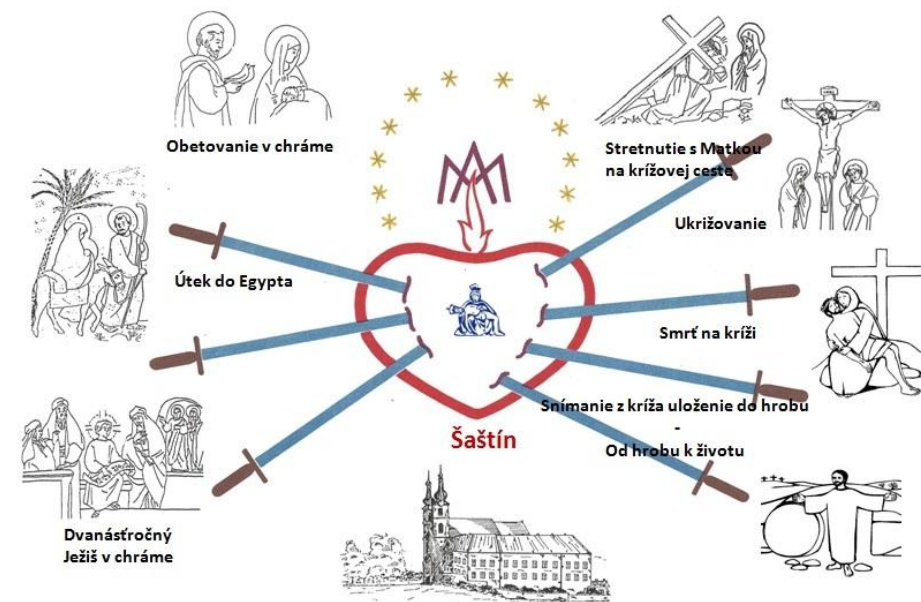 Obetovanie v chráme
Stretnutie s Matkou
na krížovej ceste
Ukrižovanie
Útek do Egypta
Smrť na kríži
Snímanie z kríža uloženie do hrobu
-
Od hrobu k životu
Šaštín
Dvanásťročný
Ježiš v chráme